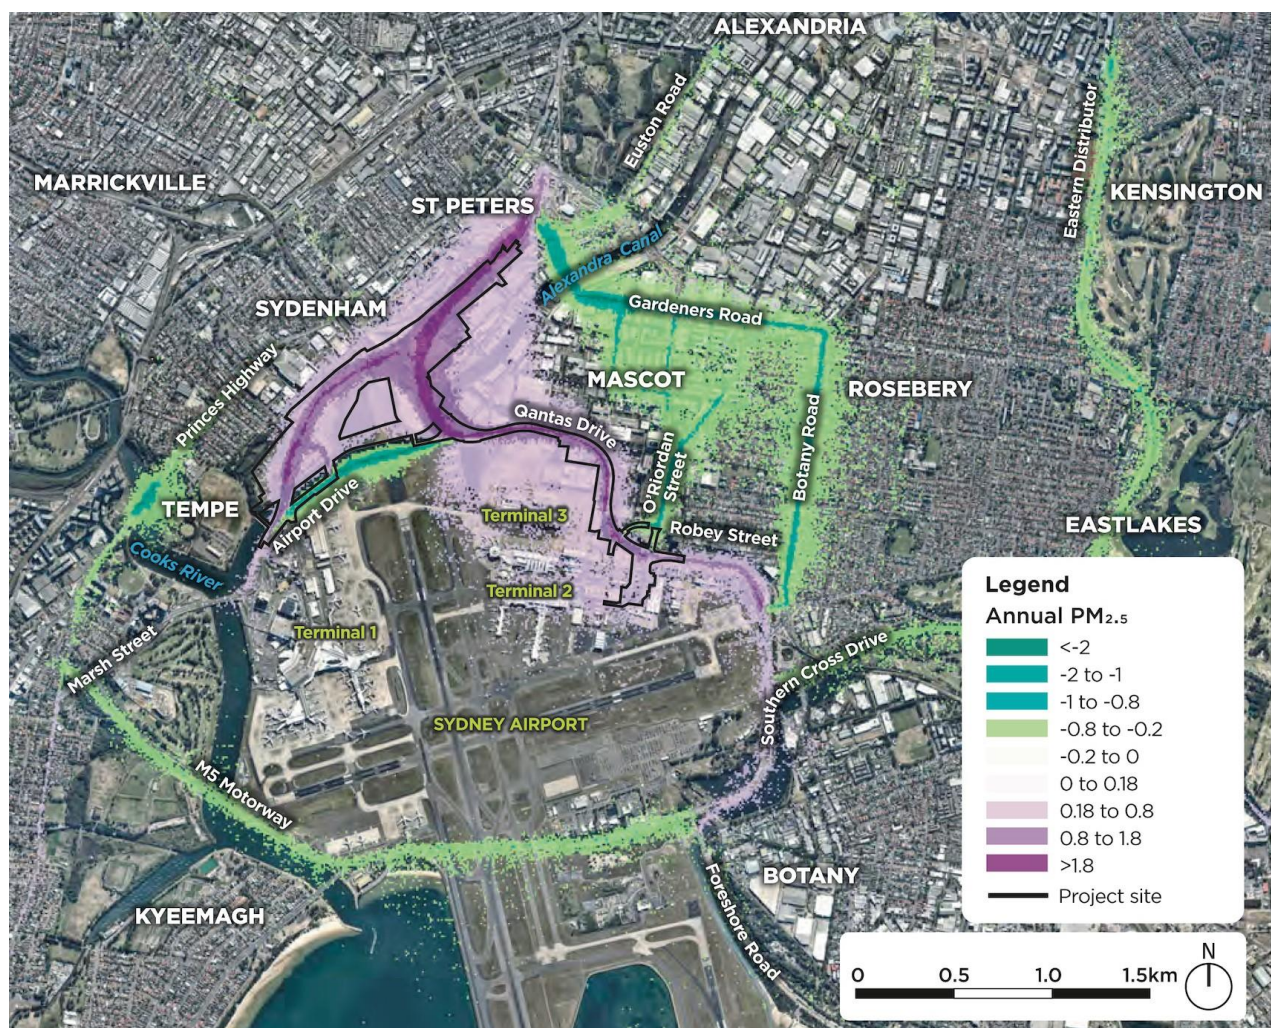 ALEXANDRIA
Euston Road
Eastern Distributor
MARRICKVILLE
KENSINGTON
ST PETERS
Alexandra Canal
SYDENHAM
Gardeners Road
Princes Highway
MASCOT
ROSEBERY
Qantas Drive
Botany Road
O'Riordan
Street
TEMPE
Airport Drive
Terminal 3
Robey Street
EASTLAKES
Cooks River
Terminal 2
Terminal 1
Marsh Street
Southern Cross Drive
SYDNEY AIRPORT
M5 Motorway
BOTANY
Foreshore Road
KYEEMAGH
Legend
Annual PM2.5
<-2
-2 to -1
-1 to -0.8
-0.8 to -0.2
-0.2 to 0
0 to 0.18
0.18 to 0.8
0.8 to 1.8
>1.8
Project site
0 0.5 1.0 1.5km
N